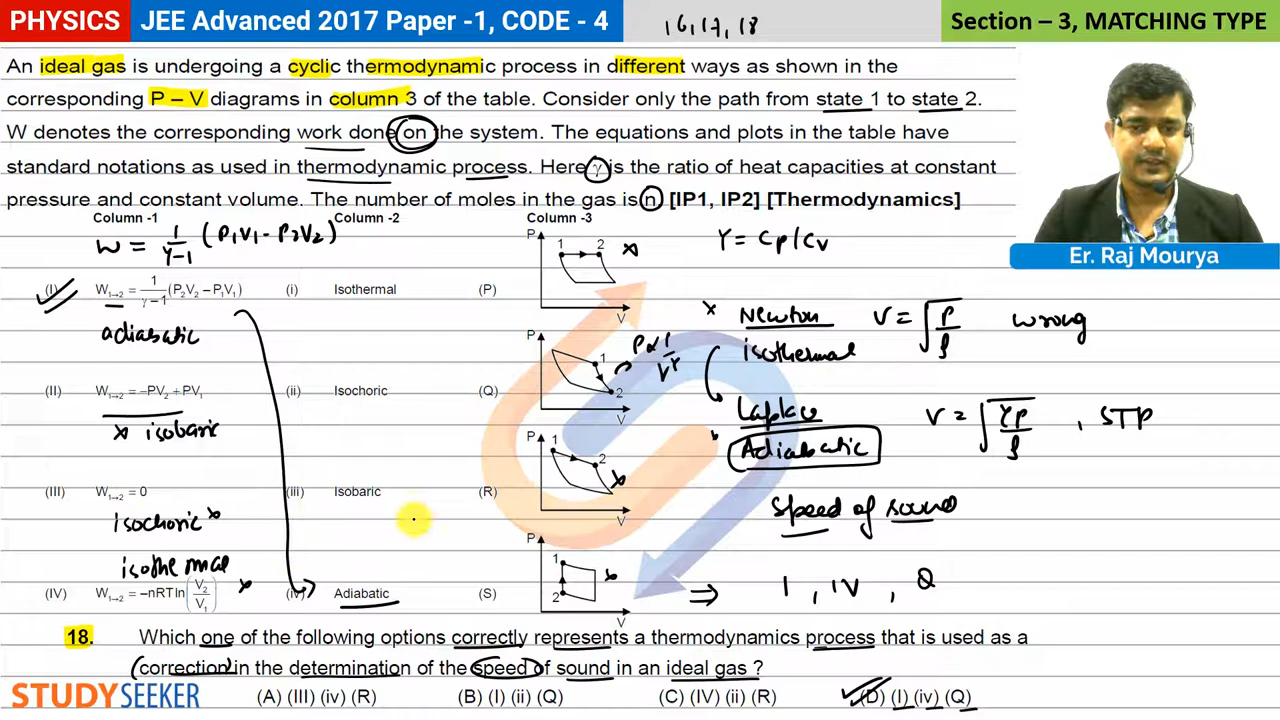 PHYSICS JEE Advanced 2017 Paper -1, CODE - 4 16, 17, 18 Section – 3, MATCHING TYPE
An ideal gas is undergoing a cyclic thermodynamic process in different ways as shown in the
corresponding P – V diagrams in column 3 of the table. Consider only the path from state 1 to state 2.
W denotes the corresponding work done on the system. The equations and plots in the table have
standard notations as used in thermodynamic process. Here γ is the ratio of heat capacities at constant
pressure and constant volume. The number of moles in the gas is n. [IP1, IP2] [Thermodynamics]
Er. Raj Mourya
Column -1 Column -2 Column -3
W = 1/(γ-1) (P₁V₁ - P₂V₂)
γ = Cp/Cv
(I) W₁→₂ = 1/(γ – 1) (P₂V₂ – P₁V₁) (i) Isothermal (P) P 1 2 V x
adiabatic
x Newton V = √(P/ρ) wrong
isothermal
(II) W₁→₂ = –PV₂ + PV₁ (ii) Isochoric (Q) P 1 2 V P ∝ 1/V^γ
x isobaric
Laplace V = √(γP/ρ) , STP
Adiabatic
(III) W₁→₂ = 0 (iii) Isobaric (R) P 1 2 V x
isochoric x
Speed of sound
isothermal
(IV) W₁→₂ = –nRT ln(V₂/V₁) x (iv) Adiabatic (S) P 1 2 V x
⇒ I , IV , Q
18. Which one of the following options correctly represents a thermodynamics process that is used as a
correction in the determination of the speed of sound in an ideal gas ?
(A) (III) (iv) (R) (B) (I) (ii) (Q) (C) (IV) (ii) (R) (D) (I) (iv) (Q)
STUDYSEEKER